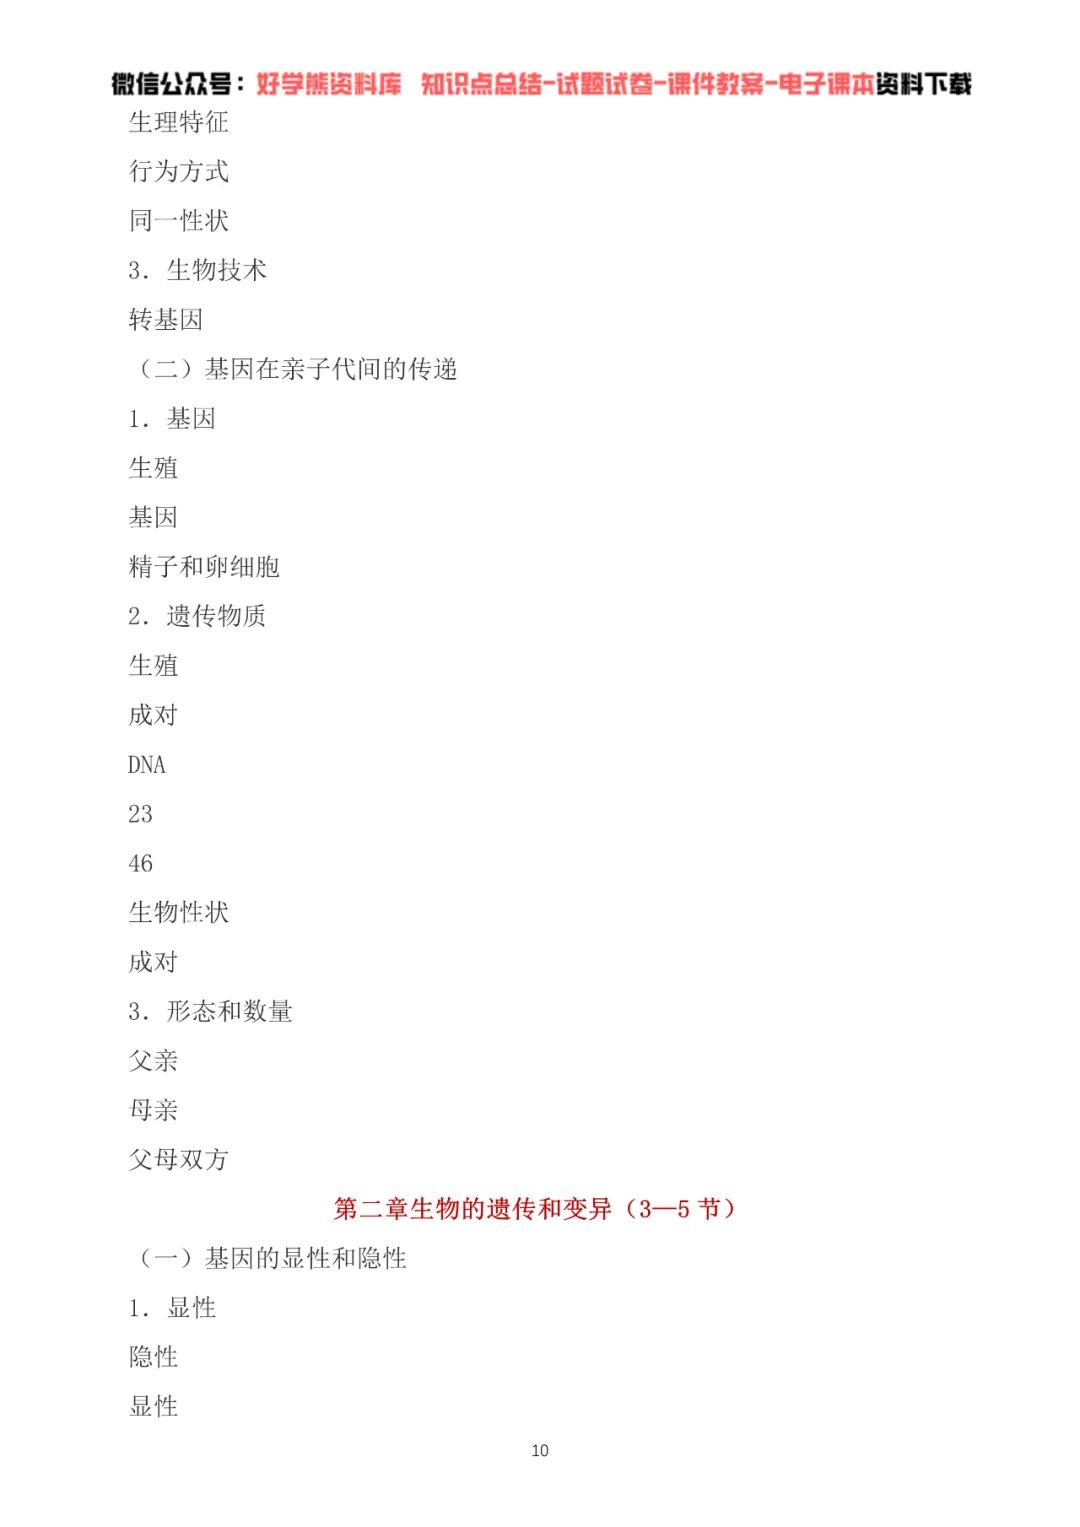 微信公众号：好学熊资料库 知识点总结-试题试卷-课件教案-电子课本资料下载
生理特征
行为方式
同一性状
3．生物技术
转基因
（二）基因在亲子代间的传递
1．基因
生殖
基因
精子和卵细胞
2．遗传物质
生殖
成对
DNA
23
46
生物性状
成对
3．形态和数量
父亲
母亲
父母双方
第二章生物的遗传和变异（3—5 节）
（一）基因的显性和隐性
1．显性
隐性
显性
10